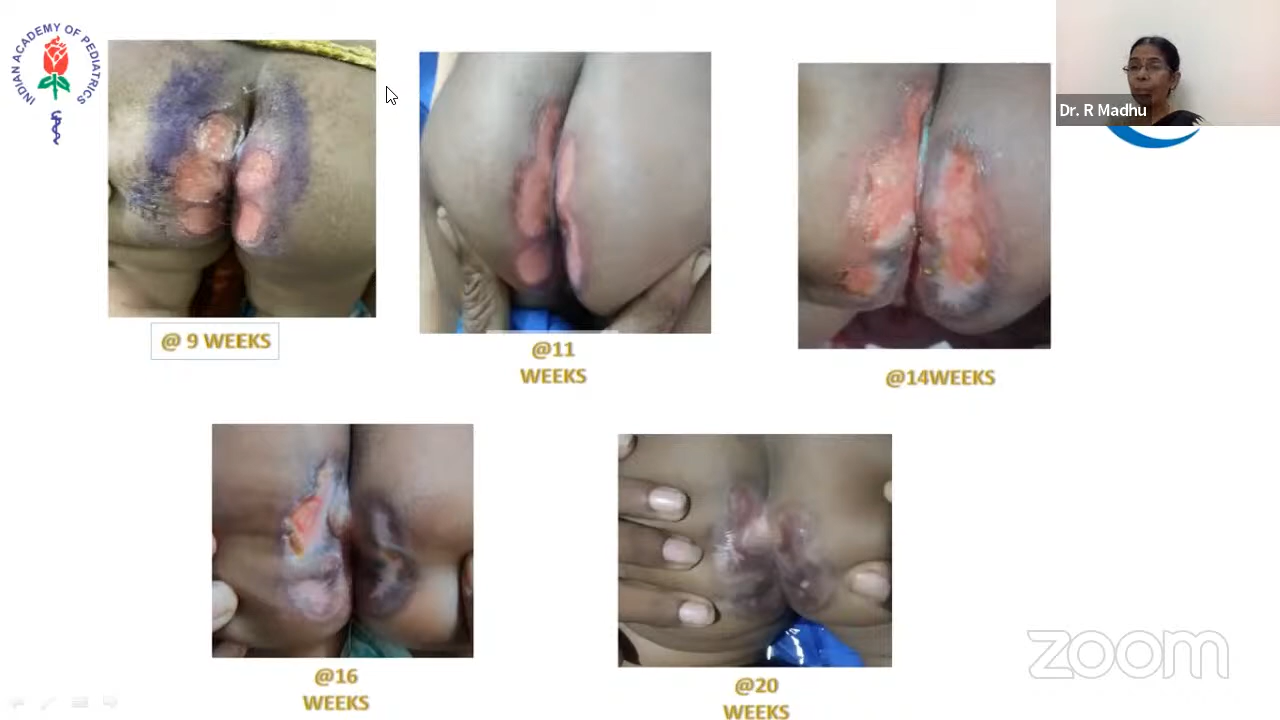 INDIAN ACADEMY OF PEDIATRICS
Dr. R Madhu
@ 9 WEEKS
@11
WEEKS
@14WEEKS
@16
WEEKS
@20
WEEKS
zoom